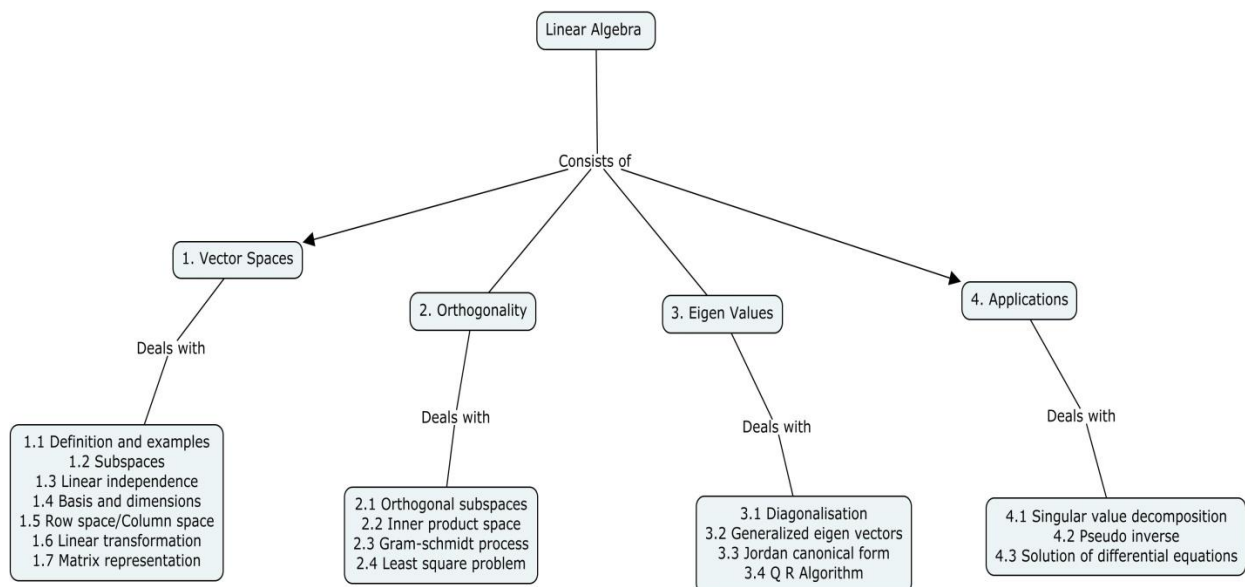 Linear Algebra
Consists of
1. Vector Spaces
2. Orthogonality
3. Eigen Values
4. Applications
Deals with
Deals with
Deals with
Deals with
1.1 Definition and examples
1.2 Subspaces
1.3 Linear independence
1.4 Basis and dimensions
1.5 Row space/Column space
1.6 Linear transformation
1.7 Matrix representation
2.1 Orthogonal subspaces
2.2 Inner product space
2.3 Gram-schmidt process
2.4 Least square problem
3.1 Diagonalisation
3.2 Generalized eigen vectors
3.3 Jordan canonical form
3.4 Q R Algorithm
4.1 Singular value decomposition
4.2 Pseudo inverse
4.3 Solution of differential equations